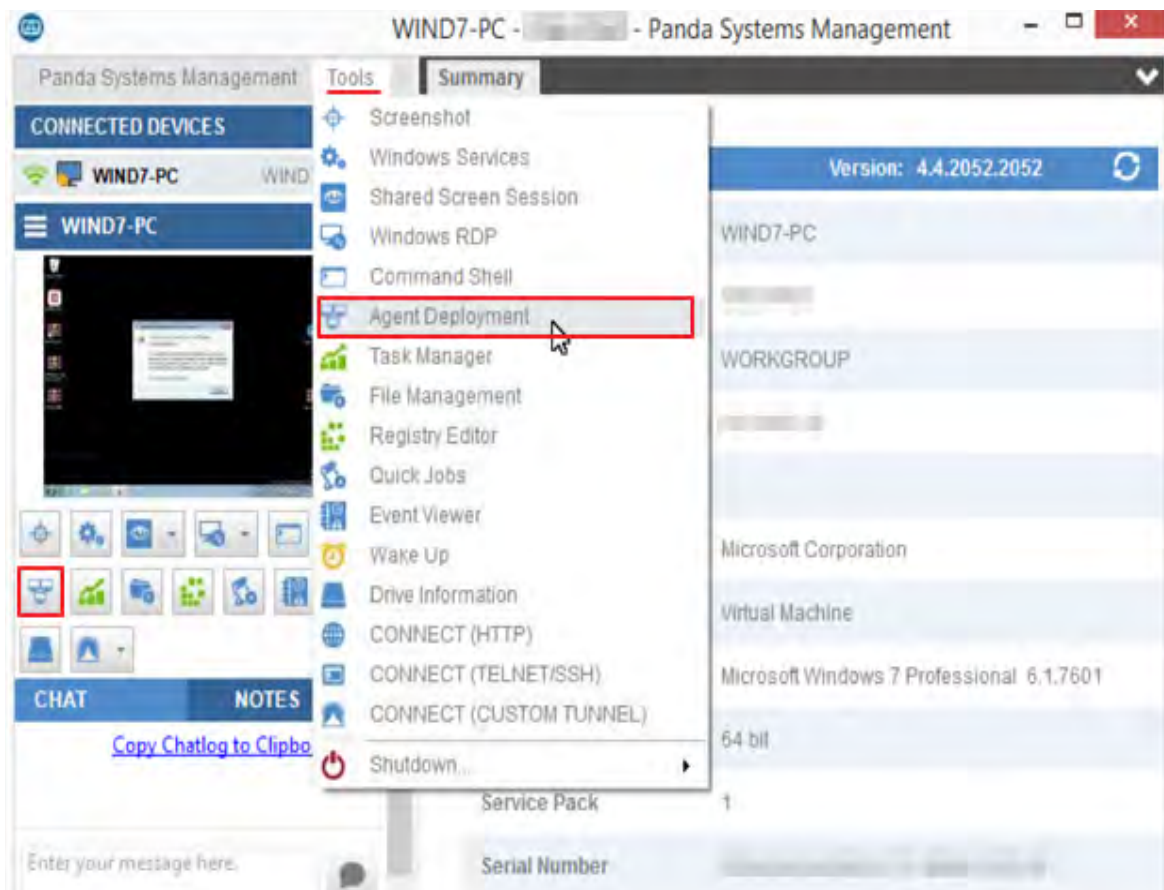 WIND7-PC - - Panda Systems Management
Panda Systems Management Tools Summary
CONNECTED DEVICES
WIND7-PC WIND
WIND7-PC
Screenshot
Windows Services
Shared Screen Session
Windows RDP
Command Shell
Agent Deployment
Task Manager
File Management
Registry Editor
Quick Jobs
Event Viewer
Wake Up
Drive Information
CONNECT (HTTP)
CONNECT (TELNET/SSH)
CONNECT (CUSTOM TUNNEL)
Shutdown...
Version: 4.4.2052.2052
WIND7-PC
WORKGROUP
Microsoft Corporation
Virtual Machine
Microsoft Windows 7 Professional 6.1.7601
64 bit
Service Pack 1
Serial Number
CHAT NOTES
Copy Chatlog to Clipbo
Enter your message here.